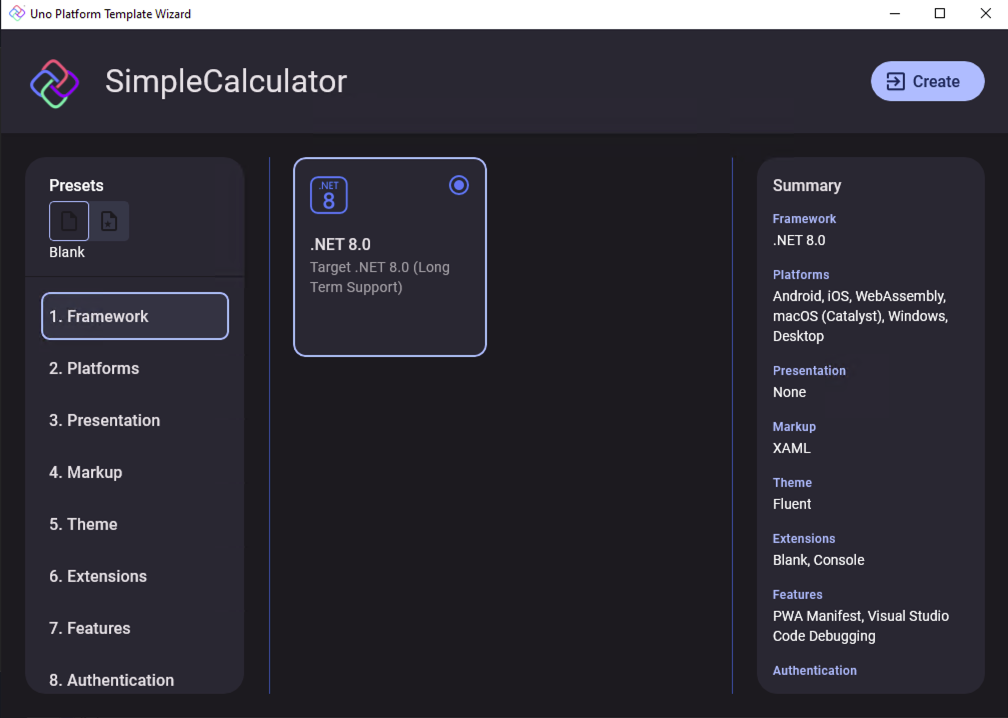 Uno Platform Template Wizard
SimpleCalculator
Create
Presets
Blank
1. Framework
2. Platforms
3. Presentation
4. Markup
5. Theme
6. Extensions
7. Features
8. Authentication
.NET
8
.NET 8.0
Target .NET 8.0 (Long
Term Support)
Summary
Framework
.NET 8.0
Platforms
Android, iOS, WebAssembly,
macOS (Catalyst), Windows,
Desktop
Presentation
None
Markup
XAML
Theme
Fluent
Extensions
Blank, Console
Features
PWA Manifest, Visual Studio
Code Debugging
Authentication